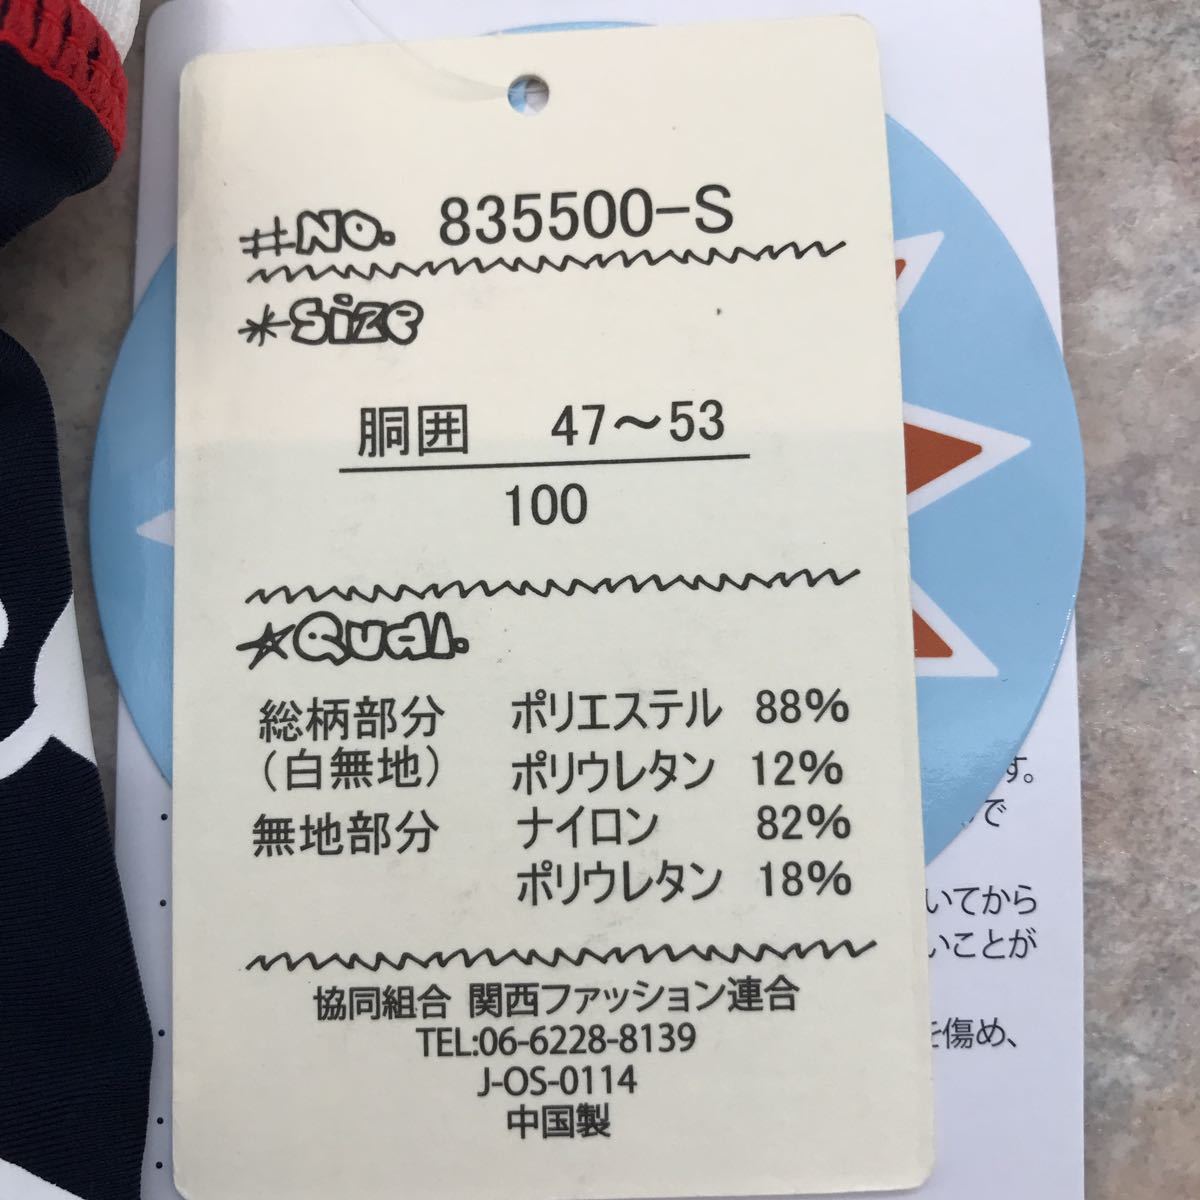 #No. 835500-S
*Size
胴囲 47～53
100
☆Qual.
総柄部分 ポリエステル 88%
(白無地) ポリウレタン 12%
無地部分 ナイロン 82%
ポリウレタン 18%
協同組合 関西ファッション連合
TEL:06-6228-8139
J-OS-0114
中国製
す。
で
いてから
いことが
を傷め、